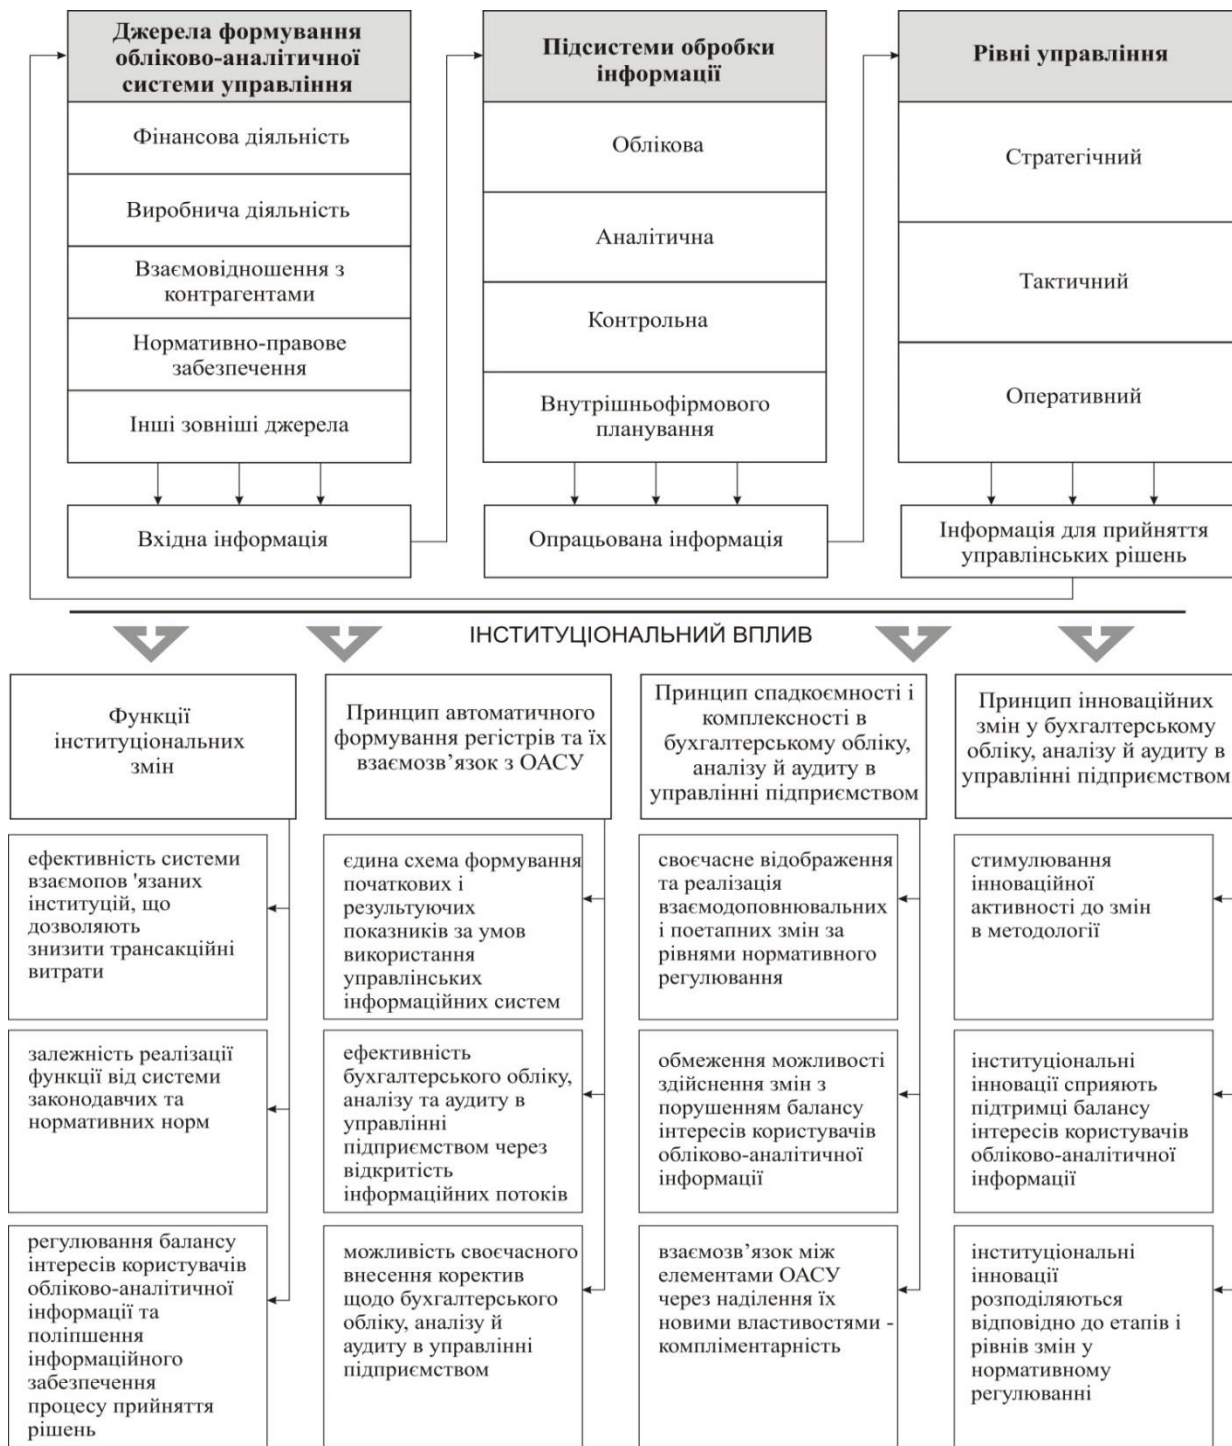 Джерела формування
обліково-аналітичної
системи управління
Фінансова діяльність
Виробнича діяльність
Взаємовідношення з
контрагентами
Нормативно-правове
забезпечення
Інші зовніші джерела
Вхідна інформація
Підсистеми обробки
інформації
Облікова
Аналітична
Контрольна
Внутрішньофірмового
планування
Опрацьована інформація
Рівні управління
Стратегічний
Тактичний
Оперативний
Інформація для прийняття
управлінських рішень
ІНСТИТУЦІОНАЛЬНИЙ ВПЛИВ
Функції
інституціональних
змін
ефективність системи
взаємопов 'язаних
інституцій, що
дозволяють
знизити трансакційні
витрати
залежність реалізації
функції від системи
законодавчих та
нормативних норм
регулювання балансу
інтересів користувачів
обліково-аналітичної
інформації та
поліпшення
інформаційного
забезпечення
процесу прийняття
рішень
Принцип автоматичного
формування регістрів та їх
взаємозв’язок з ОАСУ
єдина схема формування
початкових і
результуючих
показників за умов
використання
управлінських
інформаційних систем
ефективність
бухгалтерського обліку,
аналізу та аудиту в
управлінні
підприємством через
відкритість
інформаційних потоків
можливість своєчасного
внесення коректив
щодо бухгалтерського
обліку, аналізу й
аудиту в управлінні
підприємством
Принцип спадкоємності і
комплексності в
бухгалтерському обліку,
аналізу й аудиту в
управлінні підприємством
своєчасне відображення
та реалізація
взаємодоповнювальних
і поетапних змін за
рівнями нормативного
регулювання
обмеження можливості
здійснення змін з
порушенням балансу
інтересів користувачів
обліково-аналітичної
інформації
взаємозв’язок між
елементами ОАСУ
через наділення їх
новими властивостями -
компліментарність
Принцип інноваційних
змін у бухгалтерському
обліку, аналізу й аудиту в
управлінні підприємством
стимулювання
інноваційної
активності до змін
в методології
інституціональні
інновації сприяють
підтримці балансу
інтересів користувачів
обліково-аналітичної
інформації
інституціональні
інновації
розподіляються
відповідно до етапів і
рівнів змін у
нормативному
регулюванні